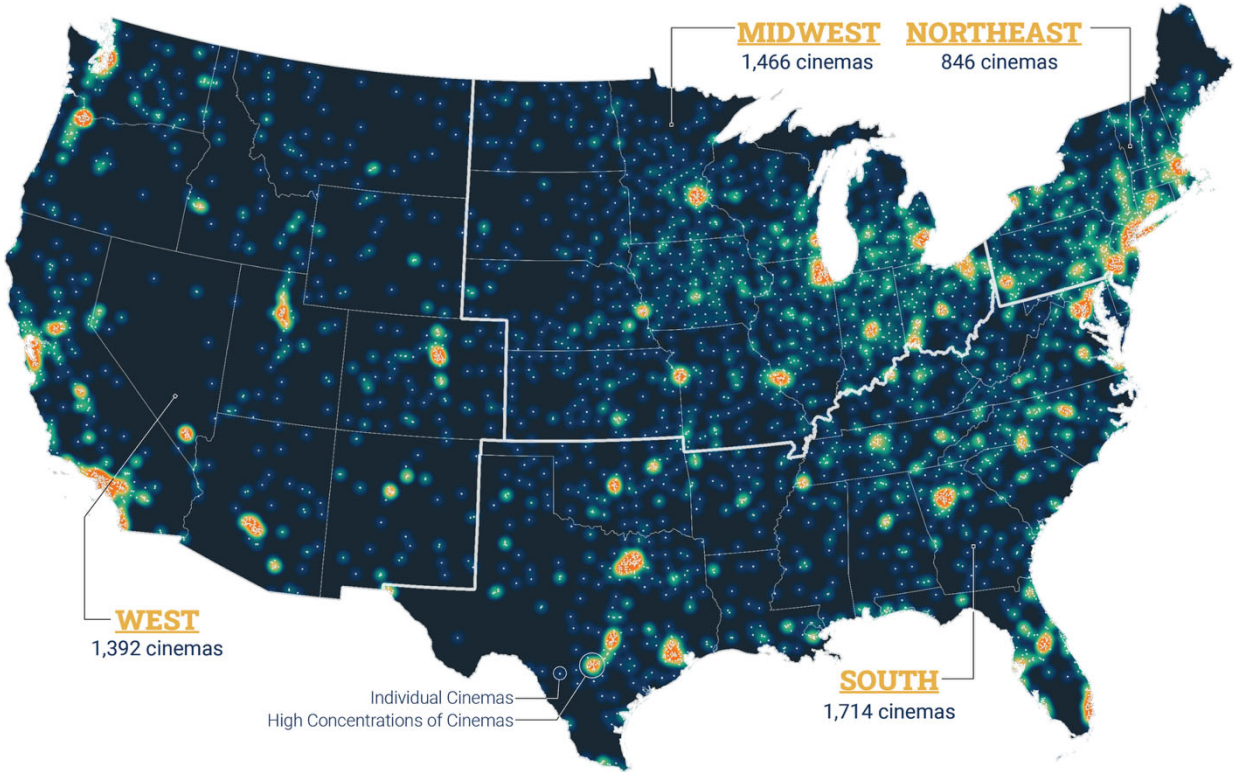 MIDWEST
1,466 cinemas
NORTHEAST
846 cinemas
WEST
1,392 cinemas
Individual Cinemas
High Concentrations of Cinemas
SOUTH
1,714 cinemas